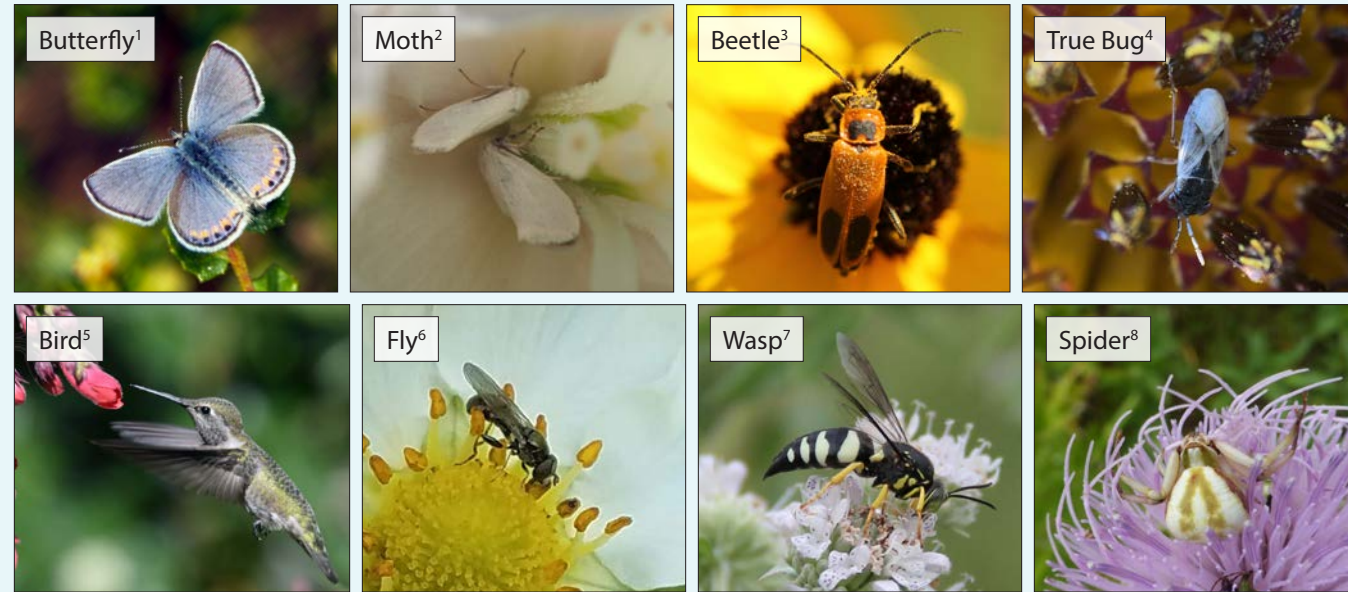 Butterfly¹
Moth²
Beetle³
True Bug⁴
Bird⁵
Fly⁶
Wasp⁷
Spider⁸